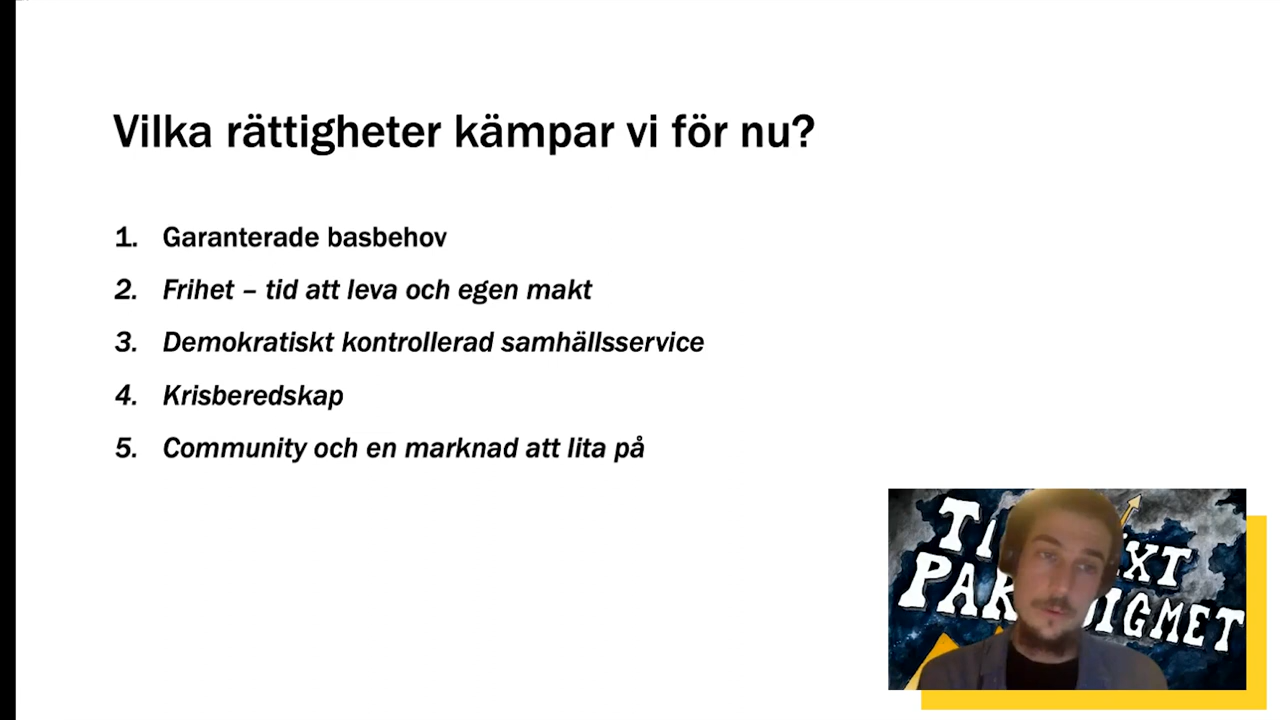 Vilka rättigheter kämpar vi för nu?
1. Garanterade basbehov
2. Frihet – tid att leva och egen makt
3. Demokratiskt kontrollerad samhällsservice
4. Krisberedskap
5. Community och en marknad att lita på